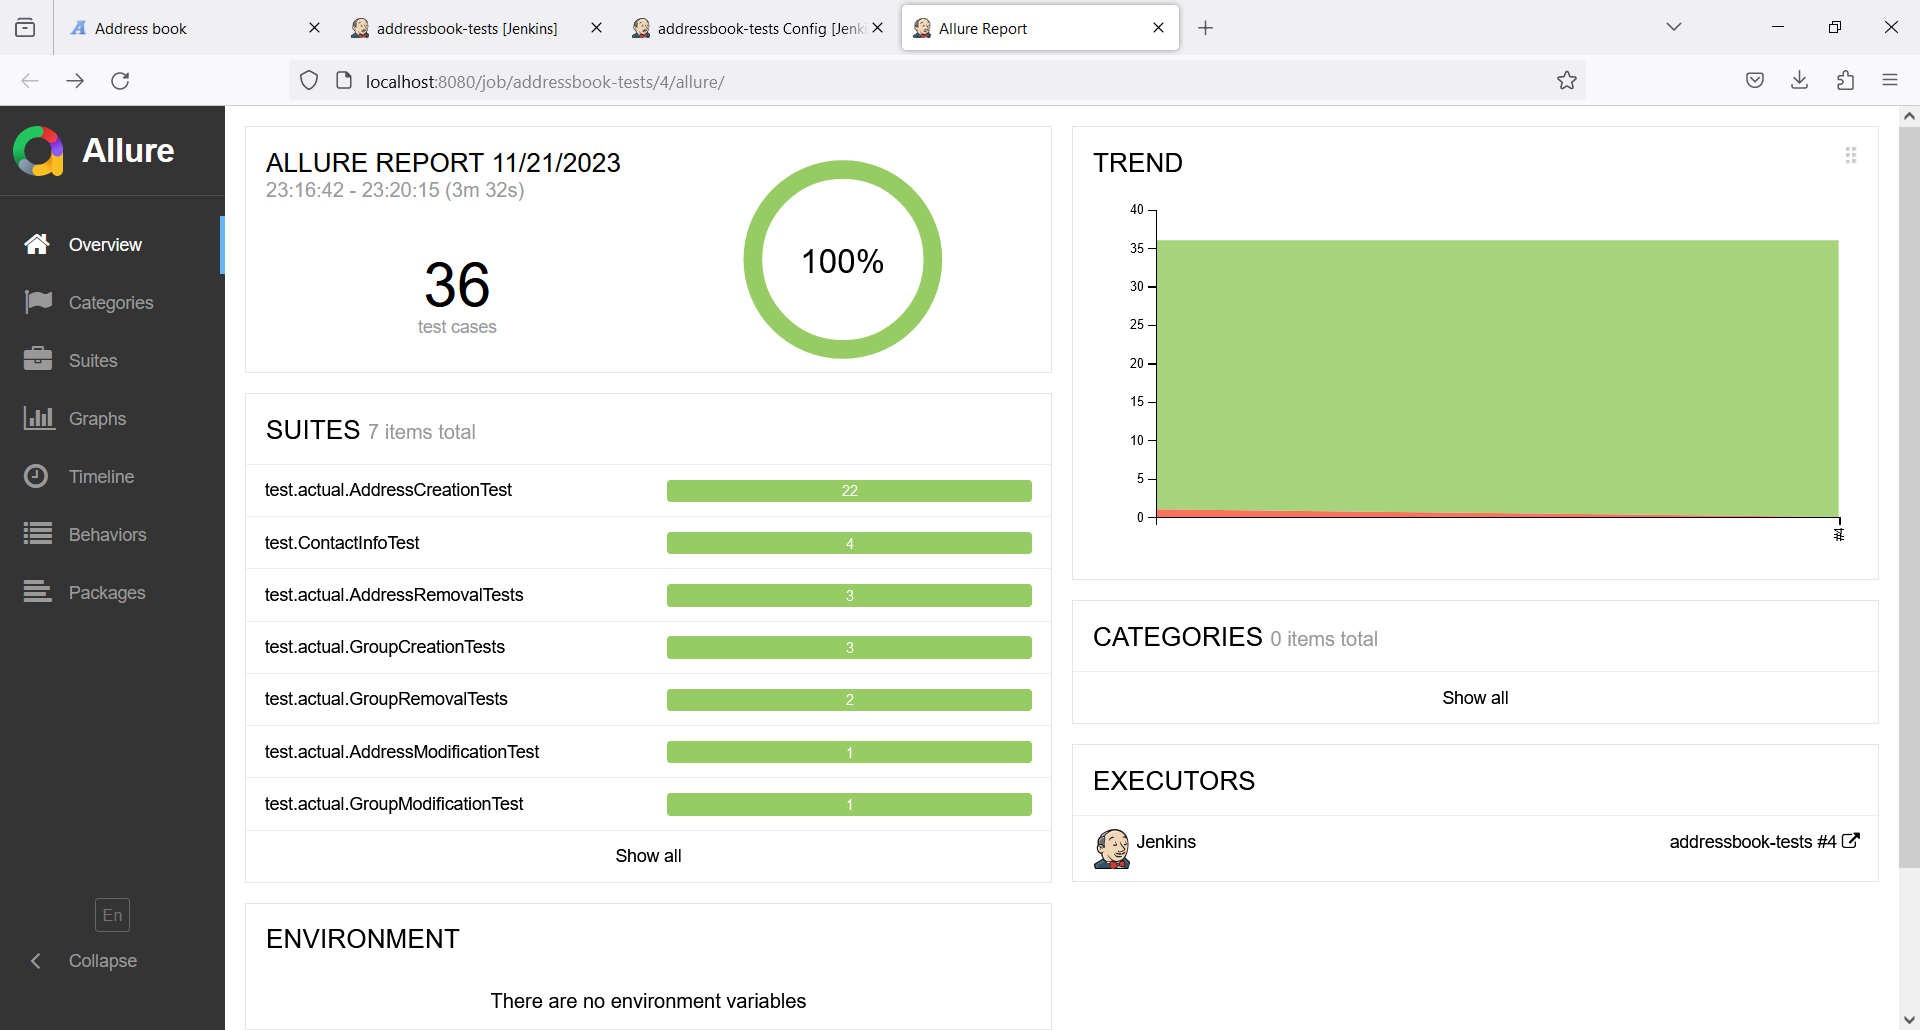 Address book
addressbook-tests [Jenkins]
addressbook-tests Config [Jenki
Allure Report
localhost:8080/job/addressbook-tests/4/allure/
Allure
Overview
Categories
Suites
Graphs
Timeline
Behaviors
Packages
En
Collapse
ALLURE REPORT 11/21/2023
23:16:42 - 23:20:15 (3m 32s)
36
test cases
100%
SUITES 7 items total
test.actual.AddressCreationTest 22
test.ContactInfoTest 4
test.actual.AddressRemovalTests 3
test.actual.GroupCreationTests 3
test.actual.GroupRemovalTests 2
test.actual.AddressModificationTest 1
test.actual.GroupModificationTest 1
Show all
ENVIRONMENT
There are no environment variables
TREND
40
35
30
25
20
15
10
5
0
CATEGORIES 0 items total
Show all
EXECUTORS
Jenkins
addressbook-tests #4